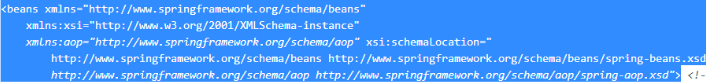 <beans xmlns="http://www.springframework.org/schema/beans"
xmlns:xsi="http://www.w3.org/2001/XMLSchema-instance"
xmlns:aop="http://www.springframework.org/schema/aop" xsi:schemaLocation="
http://www.springframework.org/schema/beans http://www.springframework.org/schema/beans/spring-beans.xsd
http://www.springframework.org/schema/aop http://www.springframework.org/schema/aop/spring-aop.xsd"> <!-